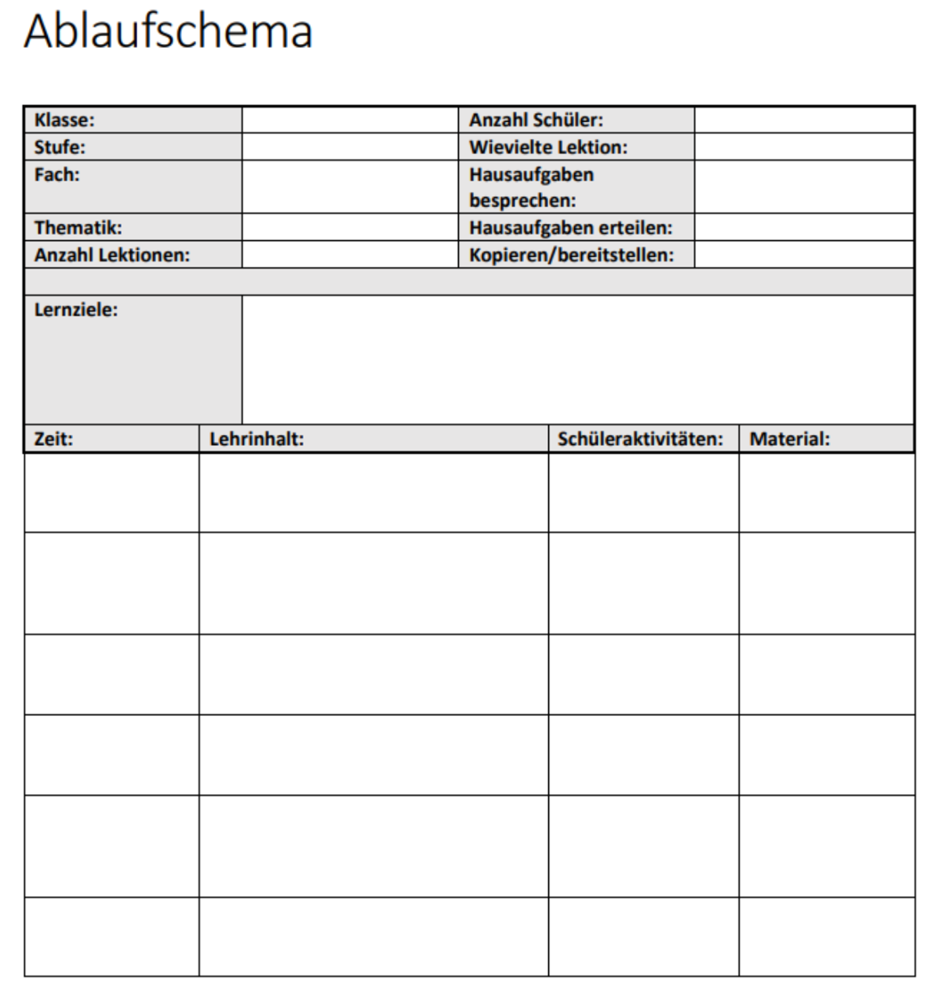 Ablaufschema
Klasse: Anzahl Schüler:
Stufe: Wievielte Lektion:
Fach: Hausaufgaben
besprechen:
Thematik: Hausaufgaben erteilen:
Anzahl Lektionen: Kopieren/bereitstellen:
Lernziele:
Zeit: Lehrinhalt: Schüleraktivitäten: Material: